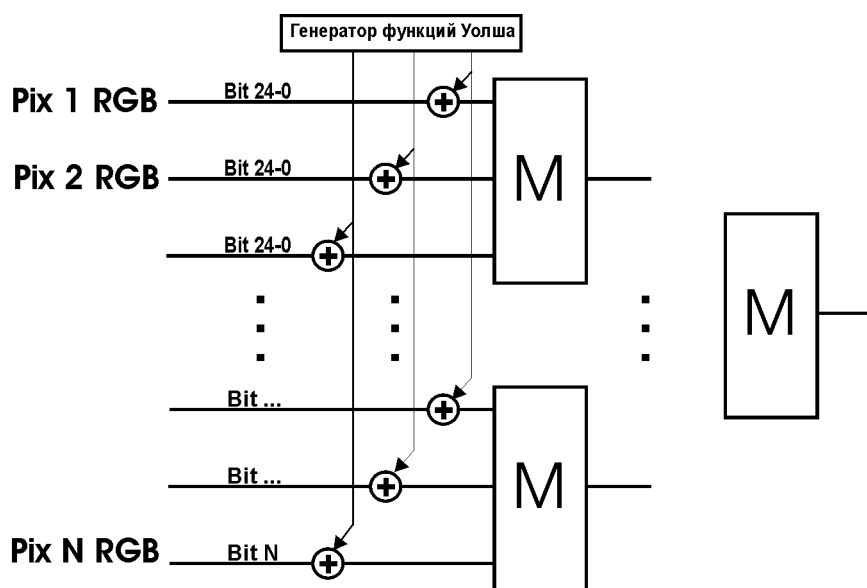 Генератор функций Уолша
Pix 1 RGB
Bit 24-0
M
Pix 2 RGB
Bit 24-0
Bit 24-0
M
Bit ...
M
Bit ...
Pix N RGB
Bit N